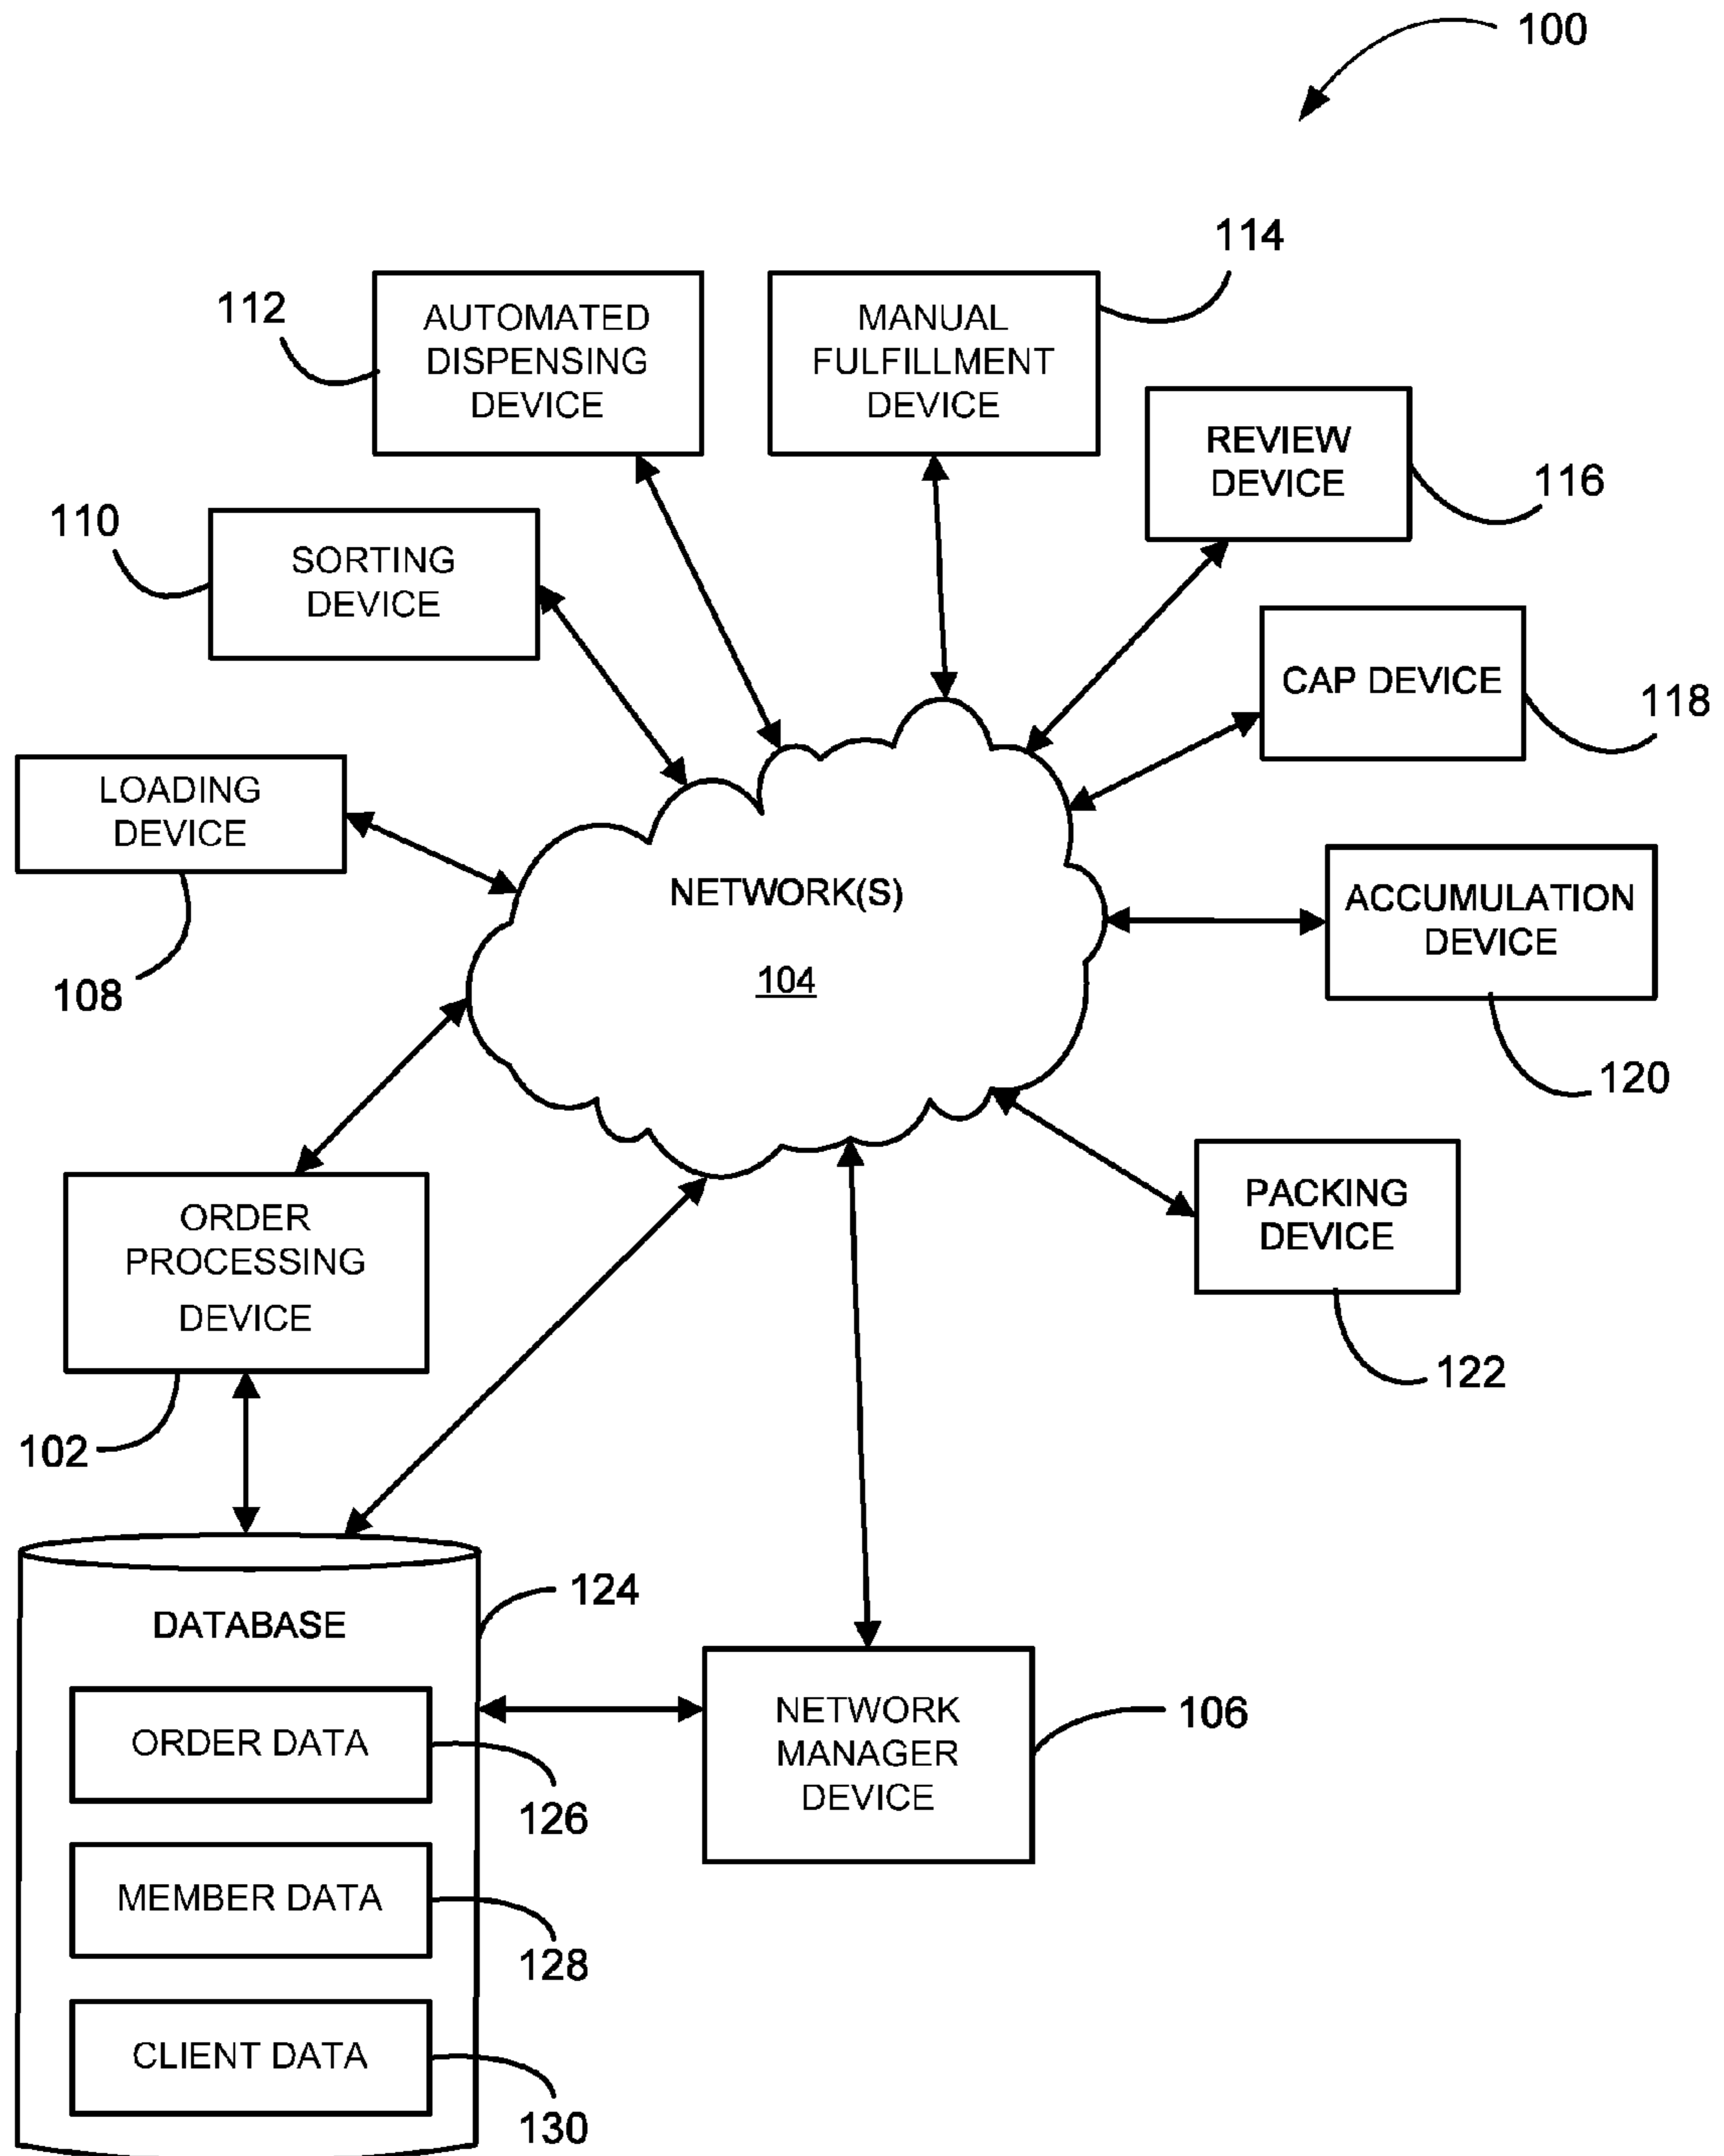 100
114
112
AUTOMATED
DISPENSING
DEVICE
MANUAL
FULFILLMENT
DEVICE
REVIEW
DEVICE
116
110
SORTING
DEVICE
CAP DEVICE
118
LOADING
DEVICE
108
NETWORK(S)
104
ACCUMULATION
DEVICE
120
ORDER
PROCESSING
DEVICE
102
PACKING
DEVICE
122
124
DATABASE
ORDER DATA
126
MEMBER DATA
128
CLIENT DATA
130
NETWORK
MANAGER
DEVICE
106